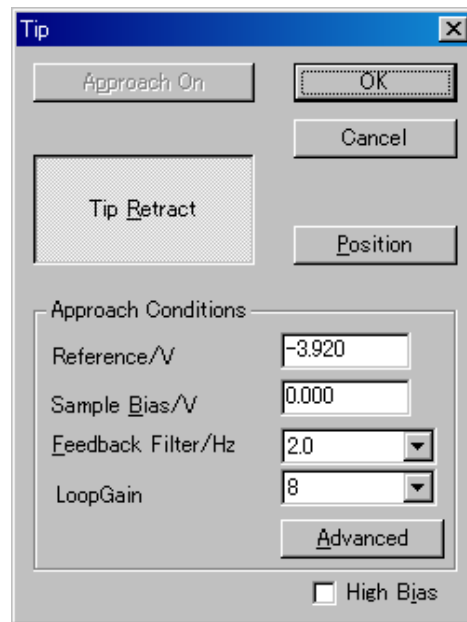 Tip
Approach On
OK
Cancel
Tip Retract
Position
Approach Conditions
Reference/V
-3.920
Sample Bias/V
0.000
Feedback Filter/Hz
2.0
LoopGain
8
Advanced
High Bias